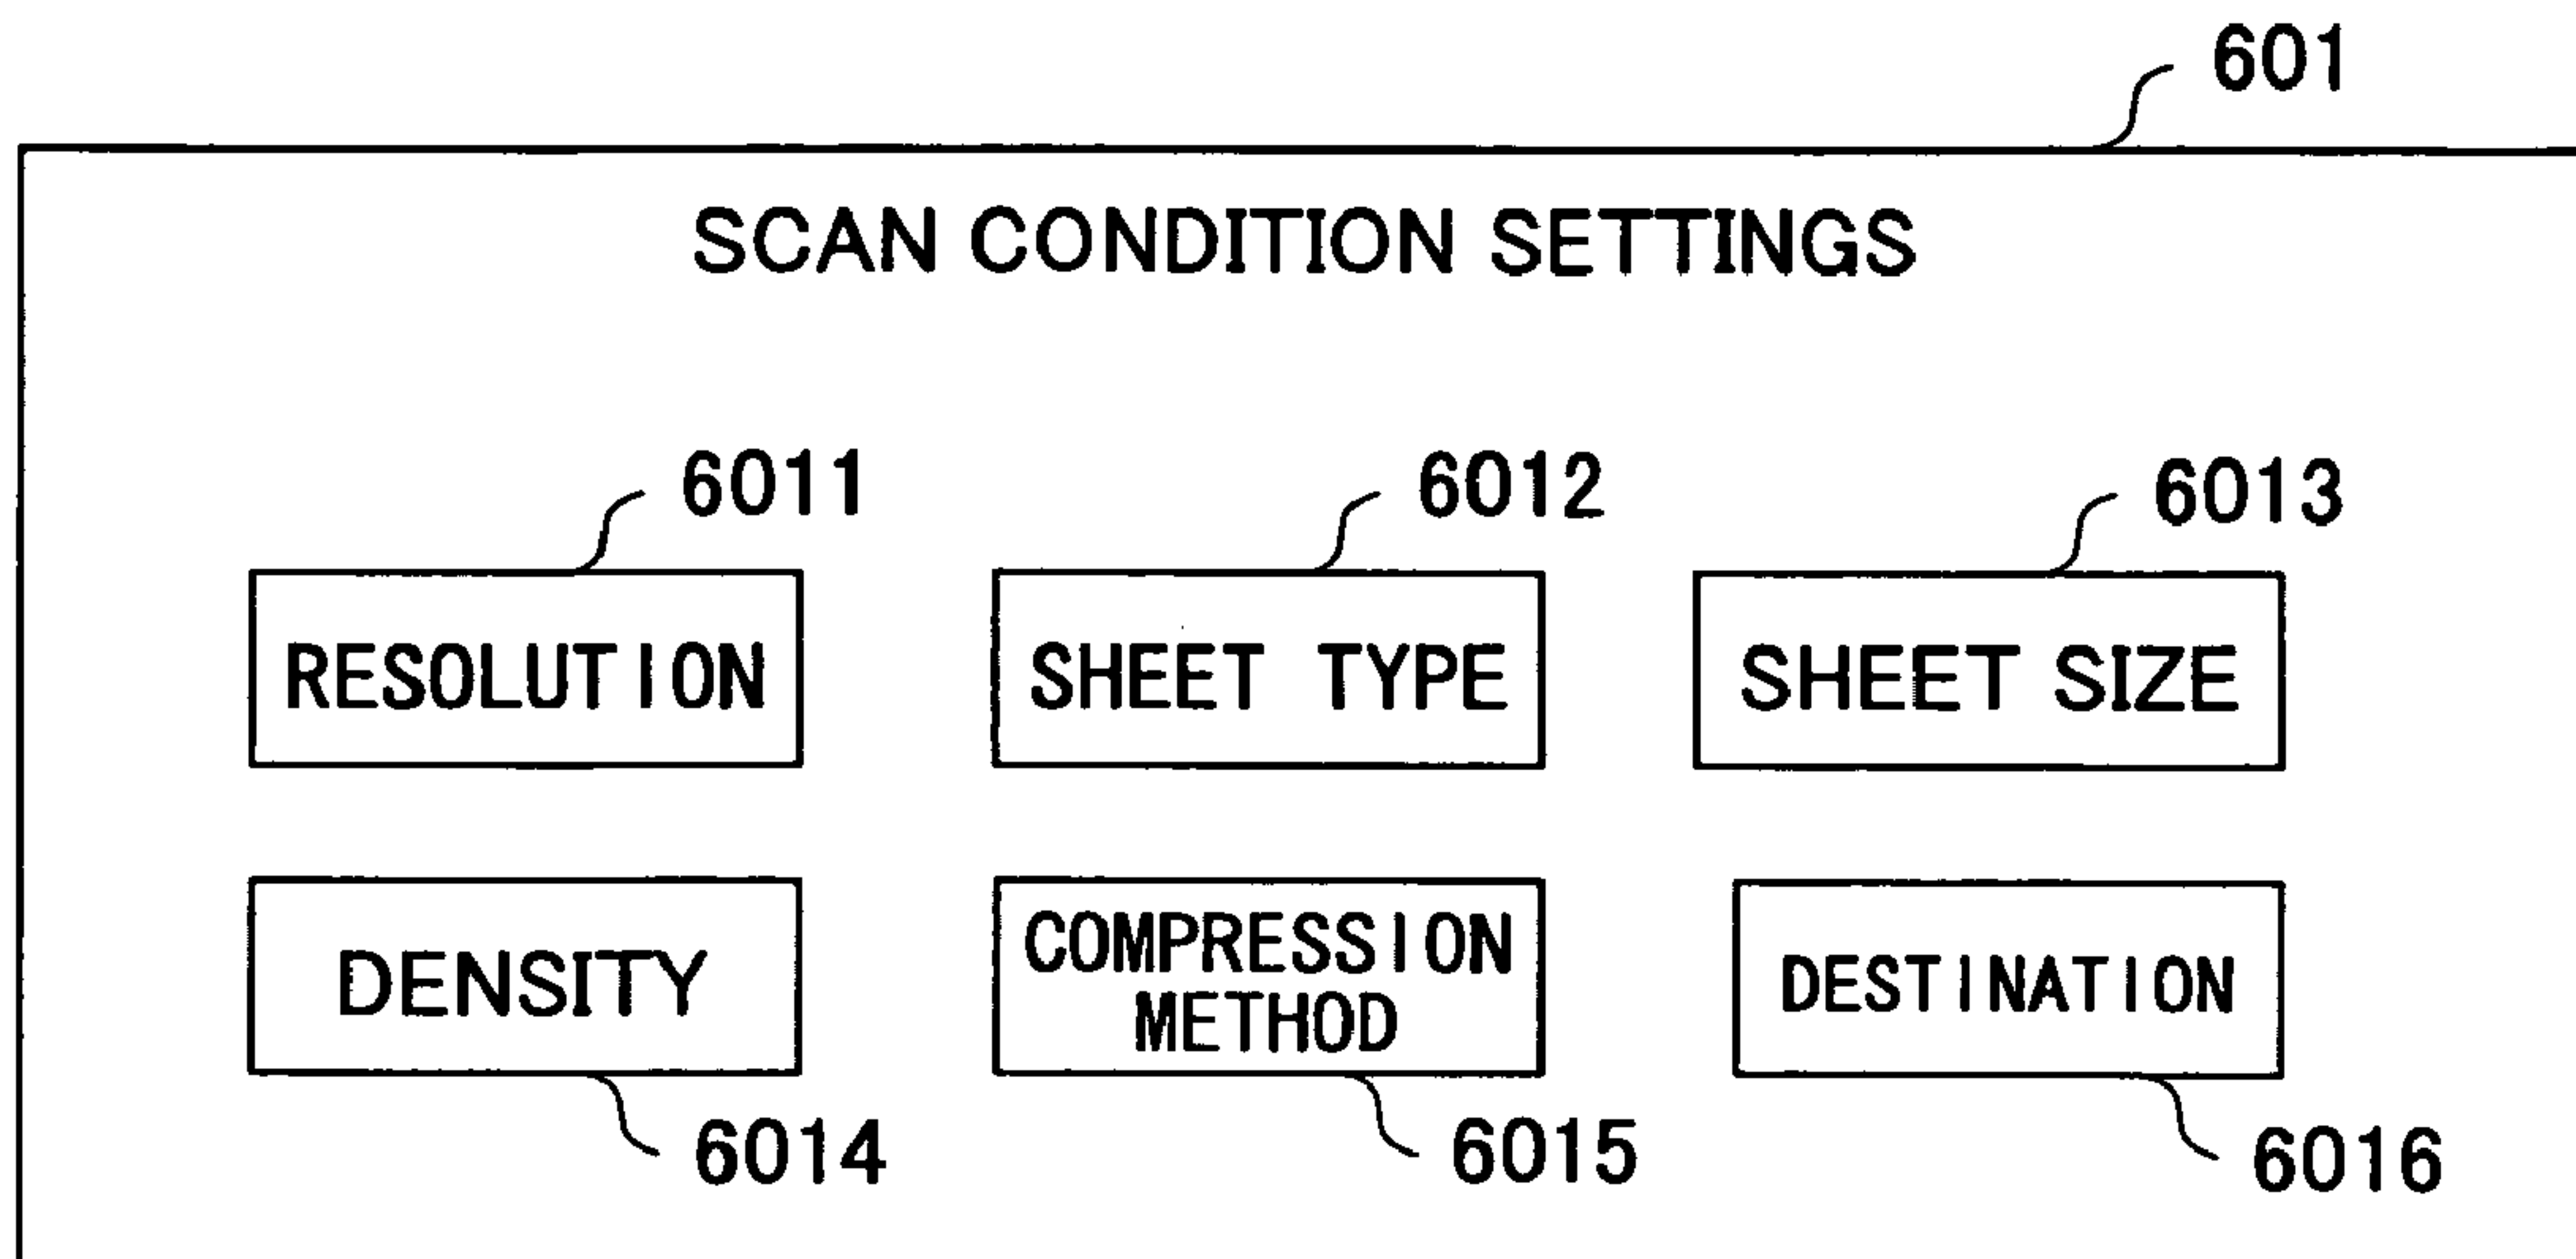 601
SCAN CONDITION SETTINGS
6011 6012 6013
RESOLUTION SHEET TYPE SHEET SIZE
DENSITY COMPRESSION METHOD DESTINATION
6014 6015 6016